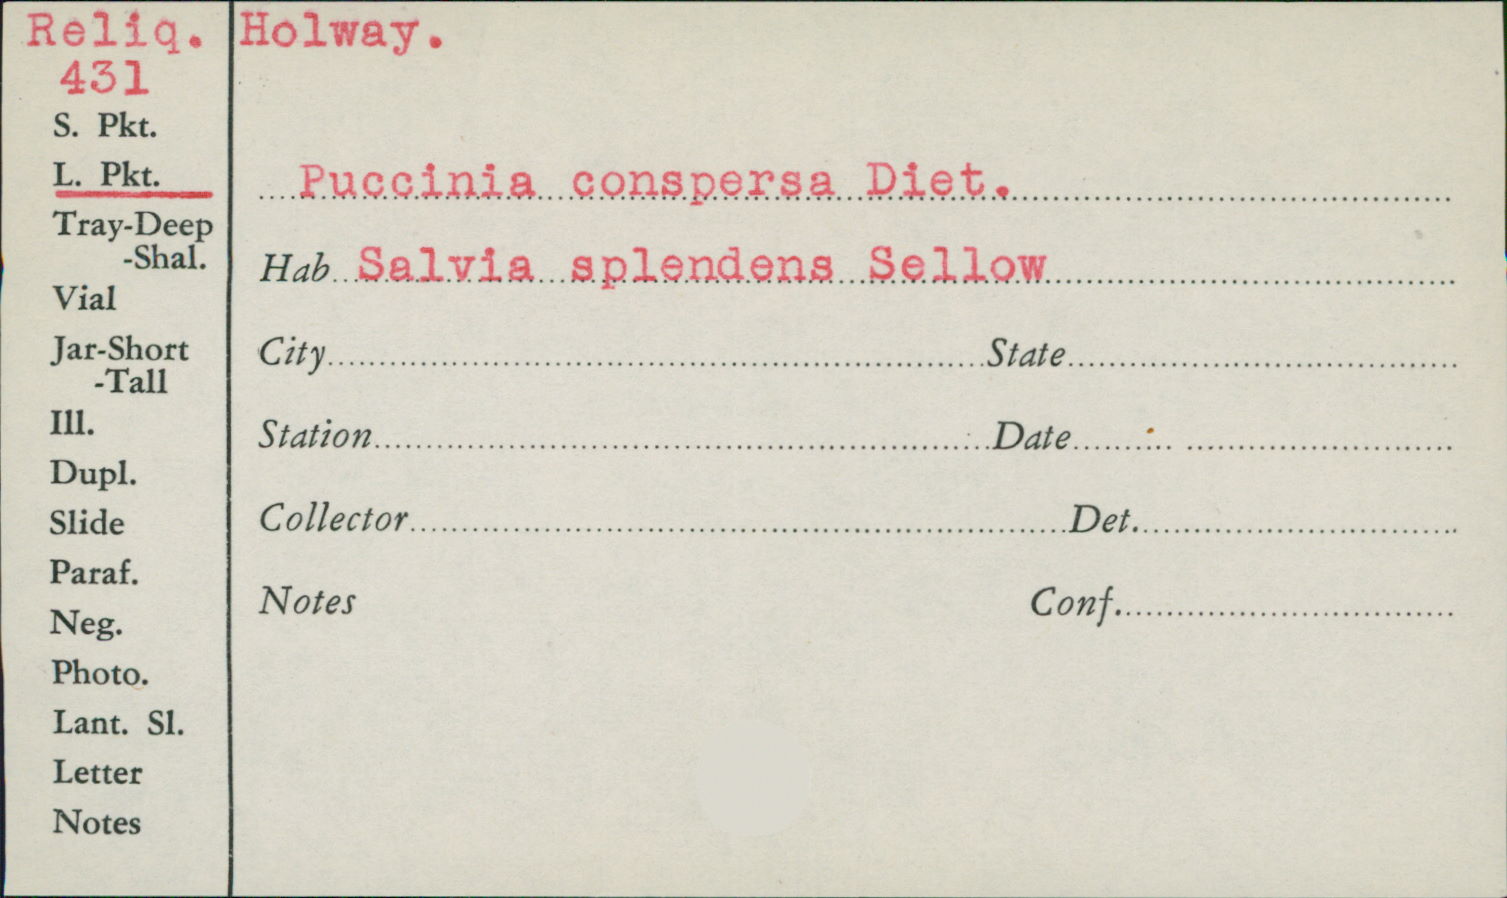 Reliq. Holway.
431
S. Pkt.
L. Pkt.
Puccinia conspersa Diet.
Tray-Deep
-Shal.
Hab. Salvia splendens Sellow
Vial
Jar-Short
-Tall
City State
Ill.
Station Date
Dupl.
Slide
Collector Det.
Paraf.
Neg.
Notes Conf.
Photo.
Lant. Sl.
Letter
Notes